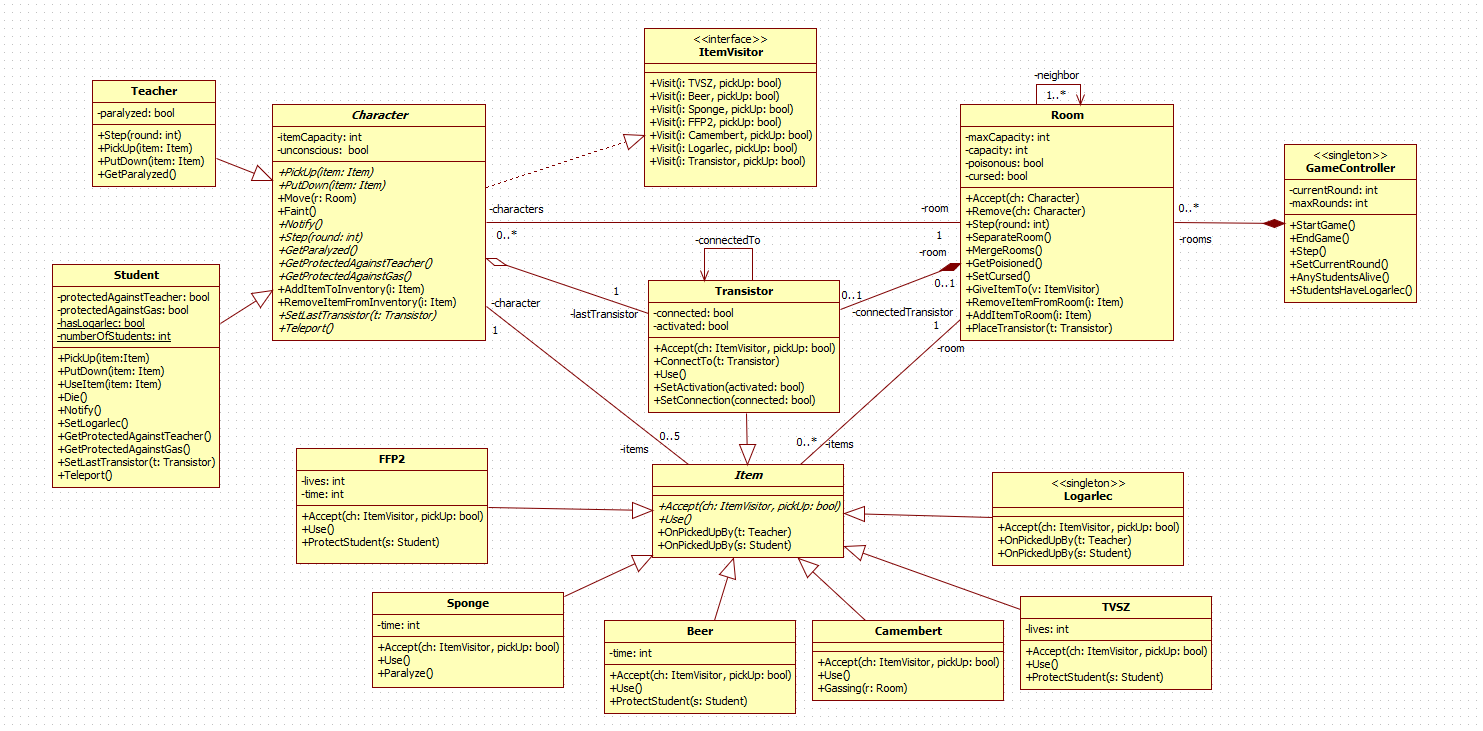 <<interface>>
ItemVisitor
+Visit(i: TVSZ, pickUp: bool)
+Visit(i: Beer, pickUp: bool)
+Visit(i: Sponge, pickUp: bool)
+Visit(i: FFP2, pickUp: bool)
+Visit(i: Camembert, pickUp: bool)
+Visit(i: Logarlec, pickUp: bool)
+Visit(i: Transistor, pickUp: bool)
Teacher
-paralyzed: bool
+Step(round: int)
+PickUp(item: Item)
+PutDown(item: Item)
+GetParalyzed()
Character
-itemCapacity: int
-unconscious: bool
+PickUp(item: Item)
+PutDown(item: Item)
+Move(r: Room)
+Faint()
+Notify()
+Step(round: int)
+GetParalyzed()
+GetProtectedAgainstTeacher()
+GetProtectedAgainstGas()
+AddItemToInventory(i: Item)
+RemoveItemFromInventory(i: Item)
+SetLastTransistor(t: Transistor)
+Teleport()
-neighbor
1..*
Room
-maxCapacity: int
-capacity: int
-poisonous: bool
-cursed: bool
+Accept(ch: Character)
+Remove(ch: Character)
+Step(round: int)
+SeparateRoom()
+MergeRooms()
+GetPoisioned()
+SetCursed()
+GiveItemTo(v: ItemVisitor)
+RemoveItemFromRoom(i: Item)
+AddItemToRoom(i: Item)
+PlaceTransistor(t: Transistor)
<<singleton>>
GameController
-currentRound: int
-maxRounds: int
+StartGame()
+EndGame()
+Step()
+SetCurrentRound()
+AnyStudentsAlive()
+StudentsHaveLogarlec()
0..*
-rooms
-characters
0..*
-room
1
-connectedTo
-room
0..1
0..1
-connectedTransistor
1
-lastTransistor
-character
1
1
-room
Student
-protectedAgainstTeacher: bool
-protectedAgainstGas: bool
-hasLogarlec: bool
-numberOfStudents: int
+PickUp(item:Item)
+PutDown(item: Item)
+UseItem(item: Item)
+Die()
+Notify()
+SetLogarlec()
+GetProtectedAgainstTeacher()
+GetProtectedAgainstGas()
+SetLastTransistor(t: Transistor)
+Teleport()
Transistor
-connected: bool
-activated: bool
+Accept(ch: ItemVisitor, pickUp: bool)
+ConnectTo(t: Transistor)
+Use()
+SetActivation(activated: bool)
+SetConnection(connected: bool)
0..5
-items
0..*
-items
FFP2
-lives: int
-time: int
+Accept(ch: ItemVisitor, pickUp: bool)
+Use()
+ProtectStudent(s: Student)
Item
+Accept(ch: ItemVisitor, pickUp: bool)
+Use()
+OnPickedUpBy(t: Teacher)
+OnPickedUpBy(s: Student)
<<singleton>>
Logarlec
+Accept(ch: ItemVisitor, pickUp: bool)
+OnPickedUpBy(t: Teacher)
+OnPickedUpBy(s: Student)
Sponge
-time: int
+Accept(ch: ItemVisitor, pickUp: bool)
+Use()
+Paralyze()
Beer
-time: int
+Accept(ch: ItemVisitor, pickUp: bool)
+Use()
+ProtectStudent(s: Student)
Camembert
+Accept(ch: ItemVisitor, pickUp: bool)
+Use()
+Gassing(r: Room)
TVSZ
-lives: int
+Accept(ch: ItemVisitor, pickUp: bool)
+Use()
+ProtectStudent(s: Student)